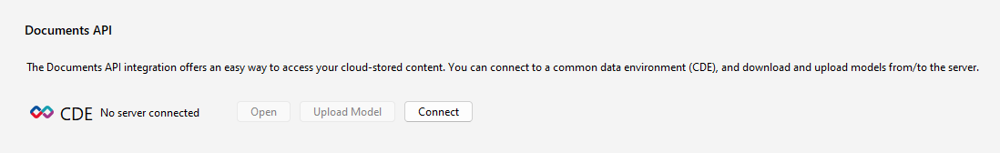 Documents API
The Documents API integration offers an easy way to access your cloud-stored content. You can connect to a common data environment (CDE), and download and upload models from/to the server.
CDE No server connected Open Upload Model Connect